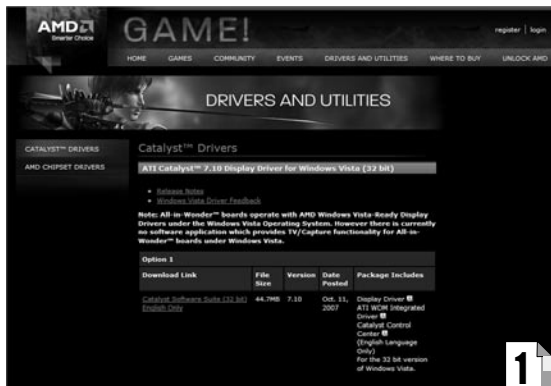 AMD
Smarter Choice
GAME!
register | login
HOME GAMES COMMUNITY EVENTS DRIVERS AND UTILITIES WHERE TO BUY UNLOCK AMD
DRIVERS AND UTILITIES
CATALYST™ DRIVERS
AMD CHIPSET DRIVERS
Catalyst™ Drivers
ATI Catalyst™ 7.10 Display Driver for Windows Vista (32 bit)
Release Notes
Windows Vista Driver Feedback
Note: All-in-Wonder™ boards operate with AMD Windows Vista-Ready Display
Drivers under the Windows Vista Operating System. However there is currently
no software application which provides TV/Capture functionality for All-in-
Wonder™ boards under Windows Vista.
Option 1
Download Link File Size Version Date Posted Package Includes
Catalyst Software Suite (32 bit) English Only 44.7MB 7.10 Oct. 11, 2007
Display Driver
ATI WDM Integrated
Driver
Catalyst Control
Center
(English Language
Only)
For the 32 bit version
of Windows Vista.
1